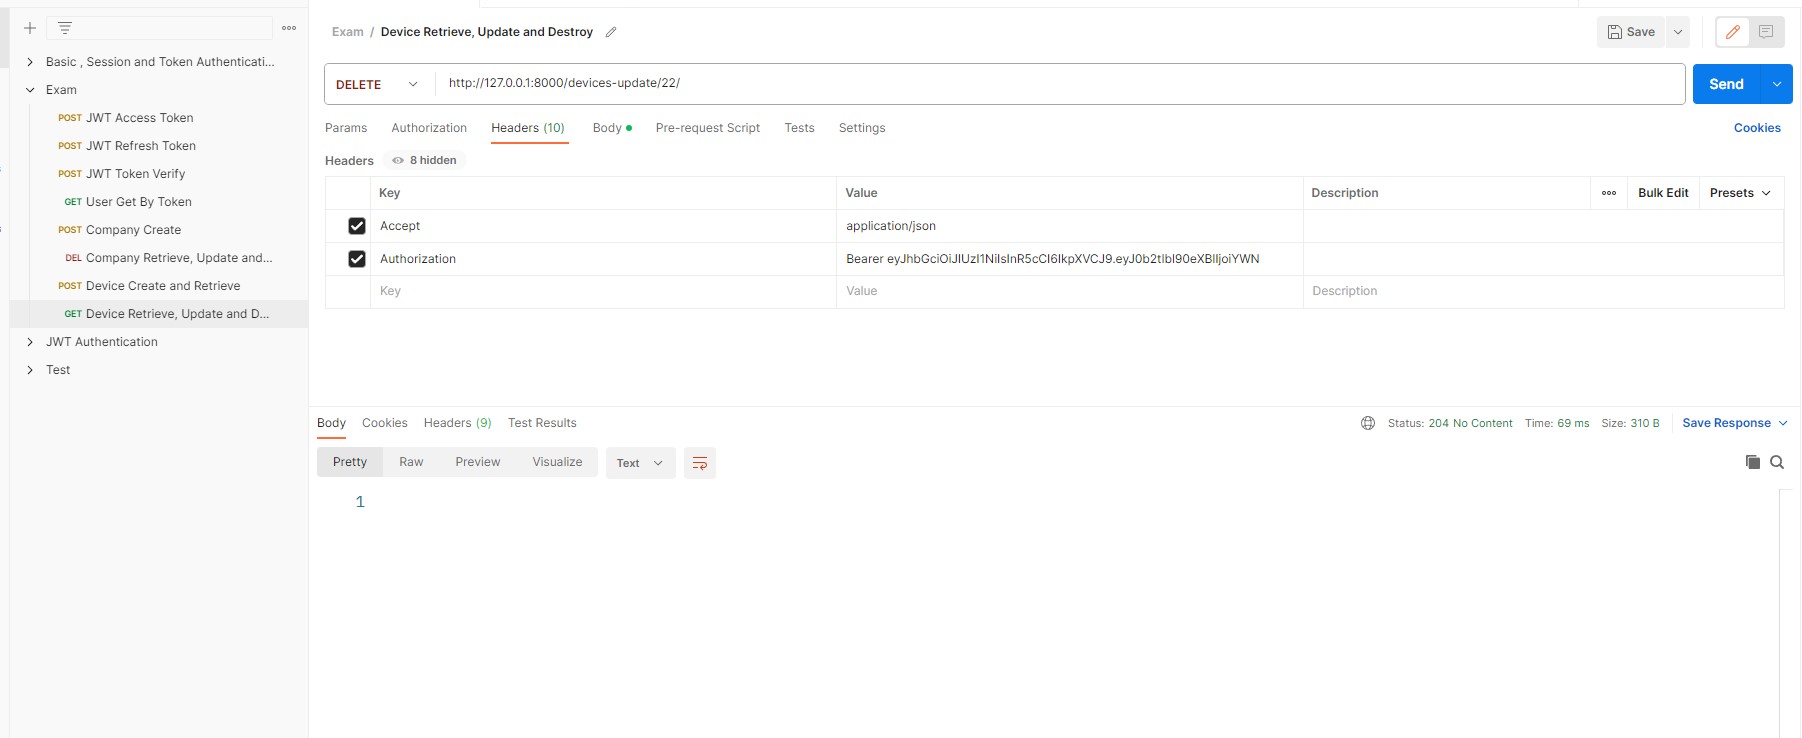 Basic , Session and Token Authenticati...
Exam
POST JWT Access Token
POST JWT Refresh Token
POST JWT Token Verify
GET User Get By Token
POST Company Create
DEL Company Retrieve, Update and...
POST Device Create and Retrieve
GET Device Retrieve, Update and D...
JWT Authentication
Test
Exam / Device Retrieve, Update and Destroy
Save
DELETE http://127.0.0.1:8000/devices-update/22/ Send
Params Authorization Headers (10) Body Pre-request Script Tests Settings Cookies
Headers 8 hidden
Key Value Description Bulk Edit Presets
Accept application/json
Authorization Bearer
Key Value Description
Body Cookies Headers (9) Test Results Status: 204 No Content Time: 69 ms Size: 310 B Save Response
Pretty Raw Preview Visualize Text
1